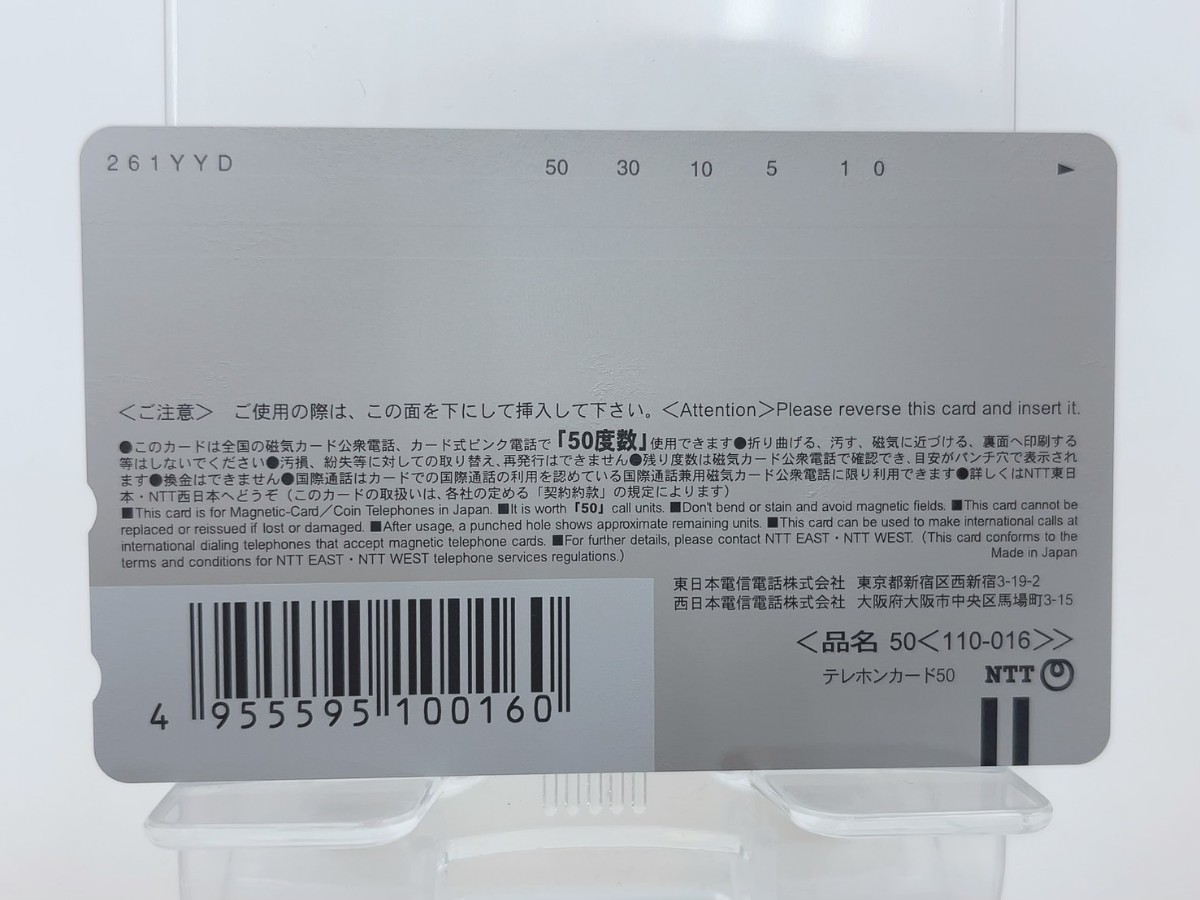 261YYD 50 30 10 5 1 0 ►
＜ご注意＞ ご使用の際は、この面を下にして挿入して下さい。＜Attention＞Please reverse this card and insert it.
●このカードは全国の磁気カード公衆電話、カード式ピンク電話で「50度数」使用できます●折り曲げる、汚す、磁気に近づける、裏面へ印刷する
等はしないでください●汚損、紛失等に対しての取り替え、再発行はできません●残り度数は磁気カード公衆電話で確認でき、目安がパンチ穴で表示され
ます●換金はできません●国際通話はカードでの国際通話の利用を認めている国際通話兼用磁気カード公衆電話に限り利用できます●詳しくはNTT東日
本・NTT西日本へどうぞ（このカードの取扱いは、各社の定める「契約約款」の規定によります）
■This card is for Magnetic-Card／Coin Telephones in Japan. ■It is worth「50」call units. ■Don't bend or stain and avoid magnetic fields. ■This card cannot be
replaced or reissued if lost or damaged. ■After usage, a punched hole shows approximate remaining units. ■This card can be used to make international calls at
international dialing telephones that accept magnetic telephone cards. ■For further details, please contact NTT EAST・NTT WEST.（This card conforms to the
terms and conditions for NTT EAST・NTT WEST telephone services regulations.） Made in Japan
東日本電信電話株式会社 東京都新宿区西新宿3-19-2
西日本電信電話株式会社 大阪府大阪市中央区馬場町3-15
＜品名 50＜110-016＞＞
テレホンカード50 NTT
4 955595 100160